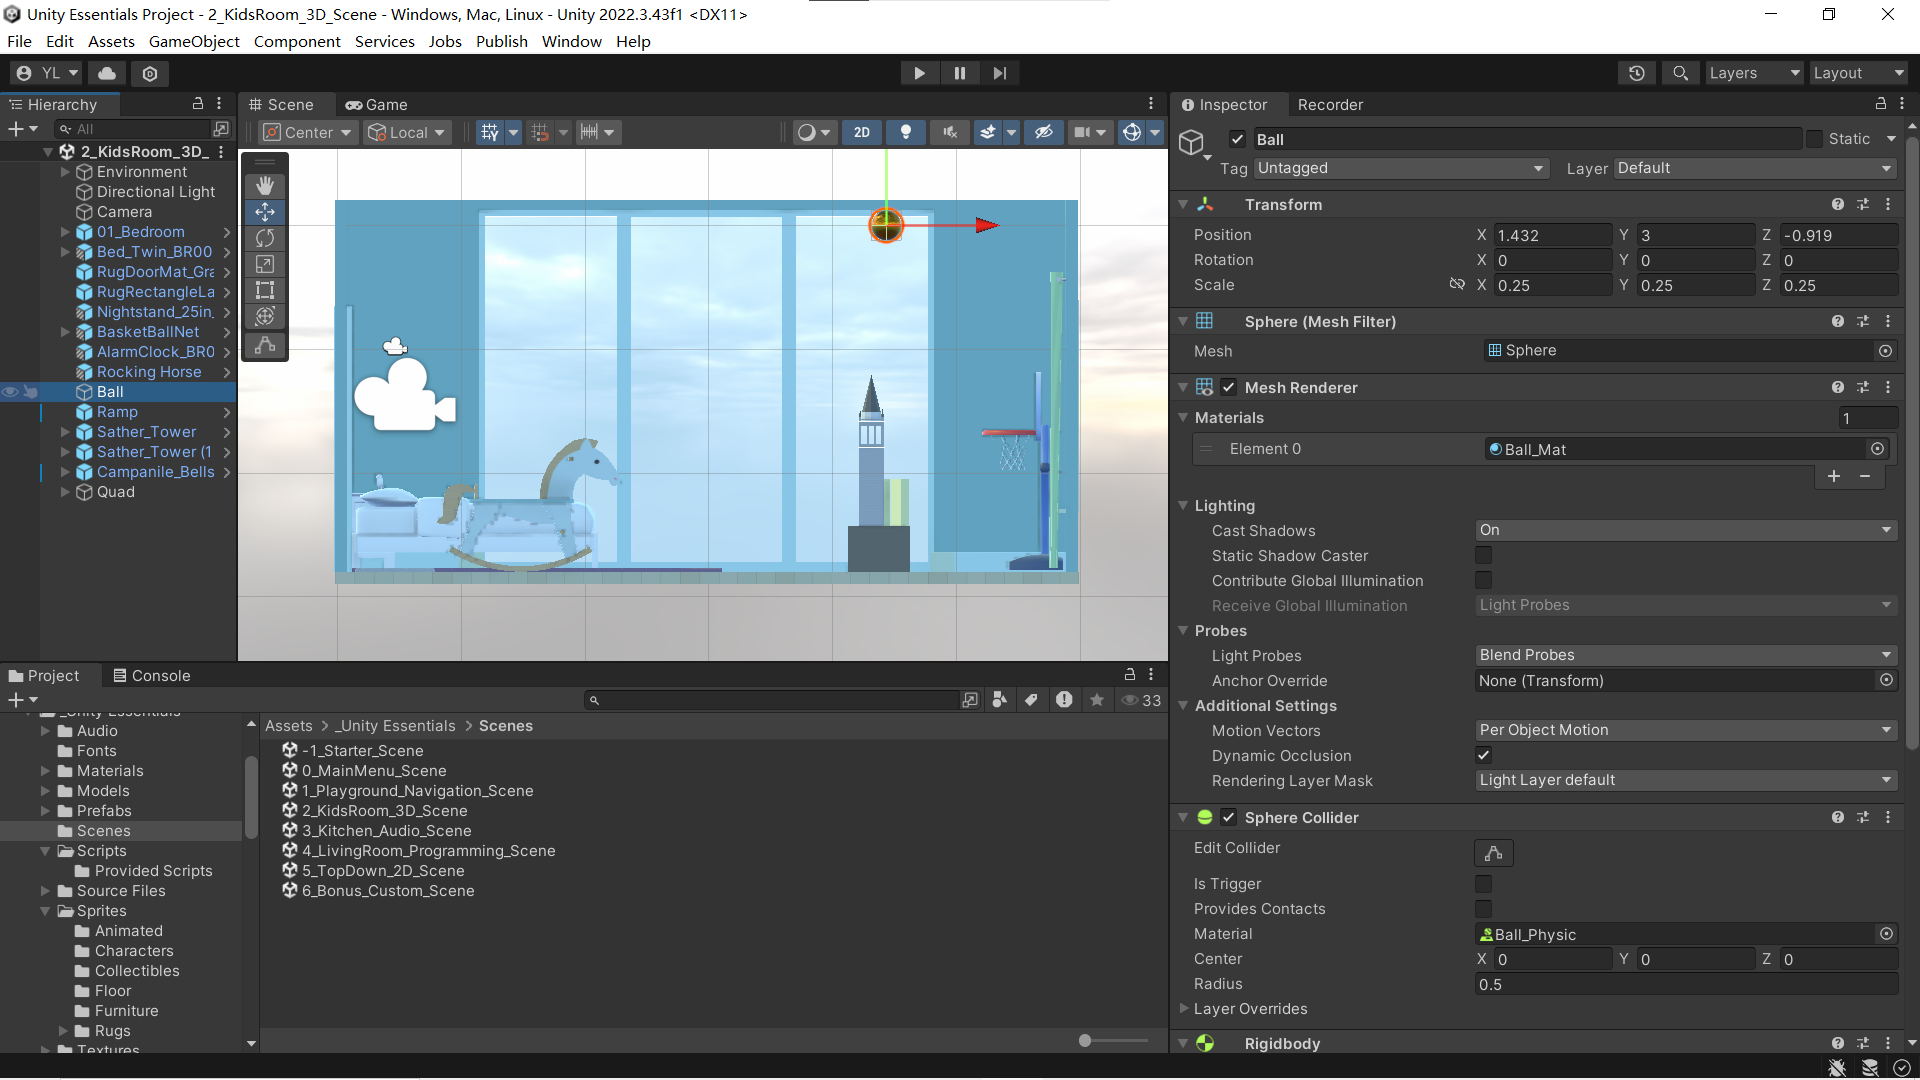 Unity Essentials Project - 2_KidsRoom_3D_Scene - Windows, Mac, Linux - Unity 2022.3.43f1 <DX11>
File Edit Assets GameObject Component Services Jobs Publish Window Help
YL
Layers
Layout
Hierarchy
All
2_KidsRoom_3D_
Environment
Directional Light
Camera
01_Bedroom
Bed_Twin_BR00
RugDoorMat_Gra
RugRectangleLa
Nightstand_25in_
BasketBallNet
AlarmClock_BR0
Rocking Horse
Ball
Ramp
Sather_Tower
Sather_Tower (1
Campanile_Bells
Quad
Scene
Game
Center
Local
2D
Inspector
Recorder
Ball
Static
Tag Untagged
Layer Default
Transform
Position X 1.432 Y 3 Z -0.919
Rotation X 0 Y 0 Z 0
Scale X 0.25 Y 0.25 Z 0.25
Sphere (Mesh Filter)
Mesh Sphere
Mesh Renderer
Materials 1
Element 0 Ball_Mat
Lighting
Cast Shadows On
Static Shadow Caster
Contribute Global Illumination
Receive Global Illumination Light Probes
Probes
Light Probes Blend Probes
Anchor Override None (Transform)
Additional Settings
Motion Vectors Per Object Motion
Dynamic Occlusion
Rendering Layer Mask Light Layer default
Sphere Collider
Edit Collider
Is Trigger
Provides Contacts
Material Ball_Physic
Center X 0 Y 0 Z 0
Radius 0.5
Layer Overrides
Rigidbody
Project
Console
33
_Unity Essentials
Audio
Fonts
Materials
Models
Prefabs
Scenes
Scripts
Provided Scripts
Source Files
Sprites
Animated
Characters
Collectibles
Floor
Furniture
Rugs
Textures
Assets > _Unity Essentials > Scenes
-1_Starter_Scene
0_MainMenu_Scene
1_Playground_Navigation_Scene
2_KidsRoom_3D_Scene
3_Kitchen_Audio_Scene
4_LivingRoom_Programming_Scene
5_TopDown_2D_Scene
6_Bonus_Custom_Scene